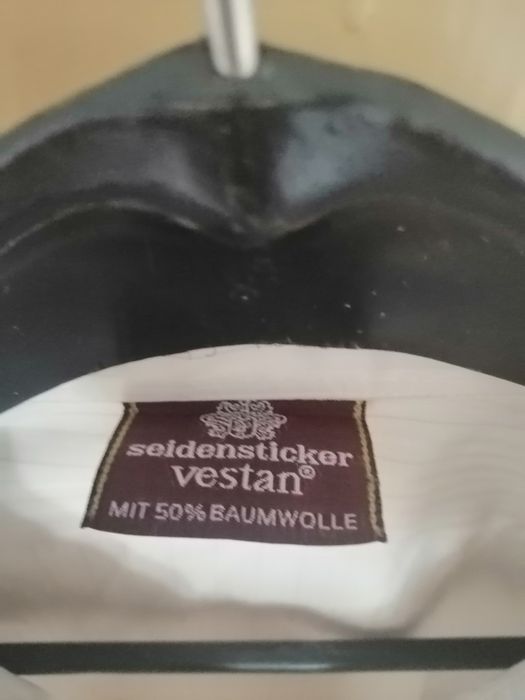 seidensticker
vestan®
MIT 50% BAUMWOLLE